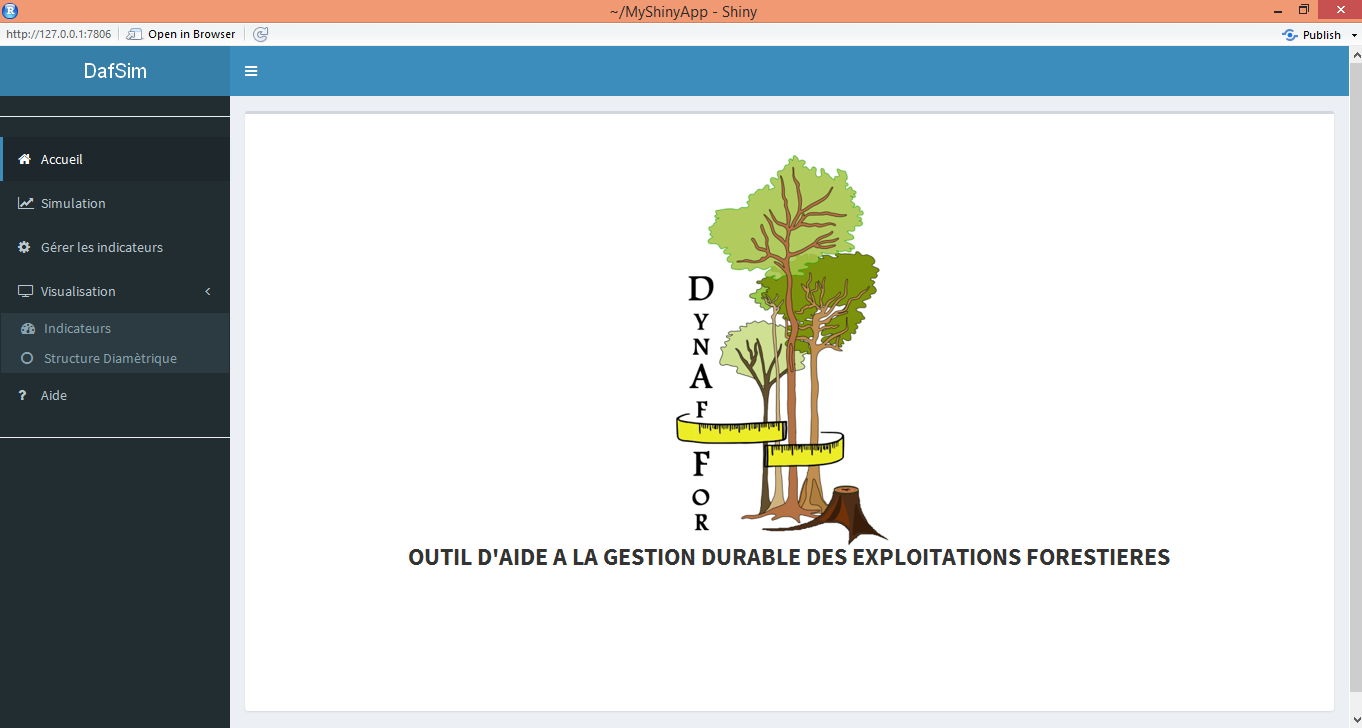 ~/MyShinyApp - Shiny
http://127.0.0.1:7806 Open in Browser Publish
DafSim
Accueil
Simulation
Gérer les indicateurs
Visualisation
Indicateurs
Structure Diamètrique
? Aide
DYNAFFOR
OUTIL D'AIDE A LA GESTION DURABLE DES EXPLOITATIONS FORESTIERES